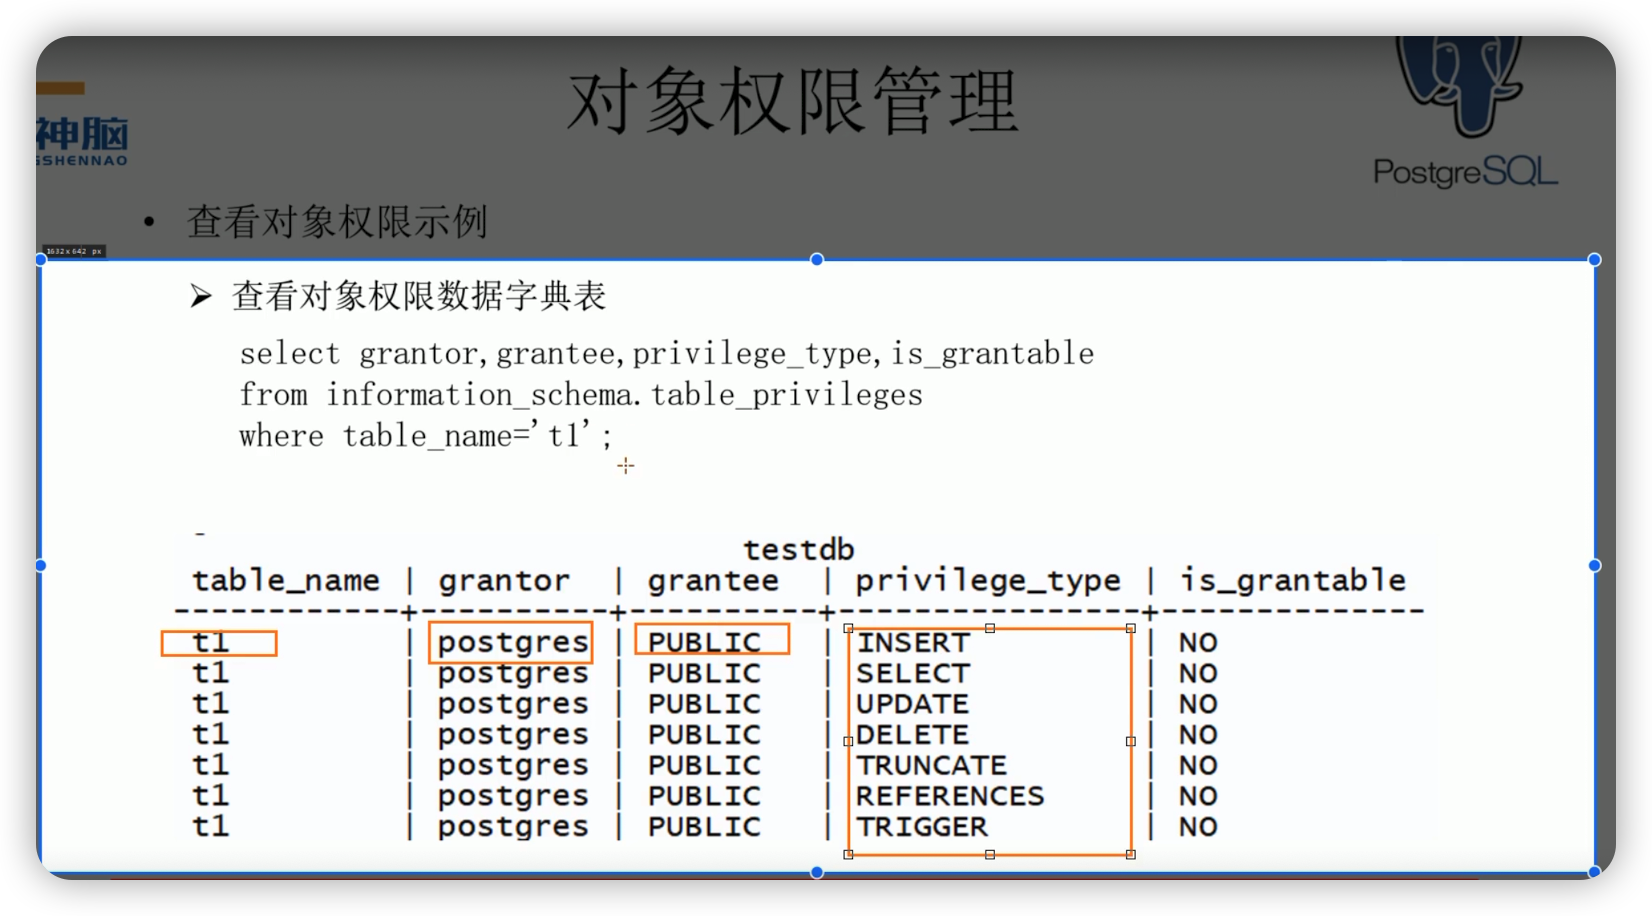 对象权限管理
神脑
SSHENNAO
PostgreSQL
• 查看对象权限示例
1632x642 px
➢ 查看对象权限数据字典表
select grantor,grantee,privilege_type,is_grantable
from information_schema.table_privileges
where table_name='t1';
testdb
table_name | grantor | grantee | privilege_type | is_grantable
------------+----------+----------+----------------+--------------
t1 | postgres | PUBLIC | INSERT | NO
t1 | postgres | PUBLIC | SELECT | NO
t1 | postgres | PUBLIC | UPDATE | NO
t1 | postgres | PUBLIC | DELETE | NO
t1 | postgres | PUBLIC | TRUNCATE | NO
t1 | postgres | PUBLIC | REFERENCES | NO
t1 | postgres | PUBLIC | TRIGGER | NO